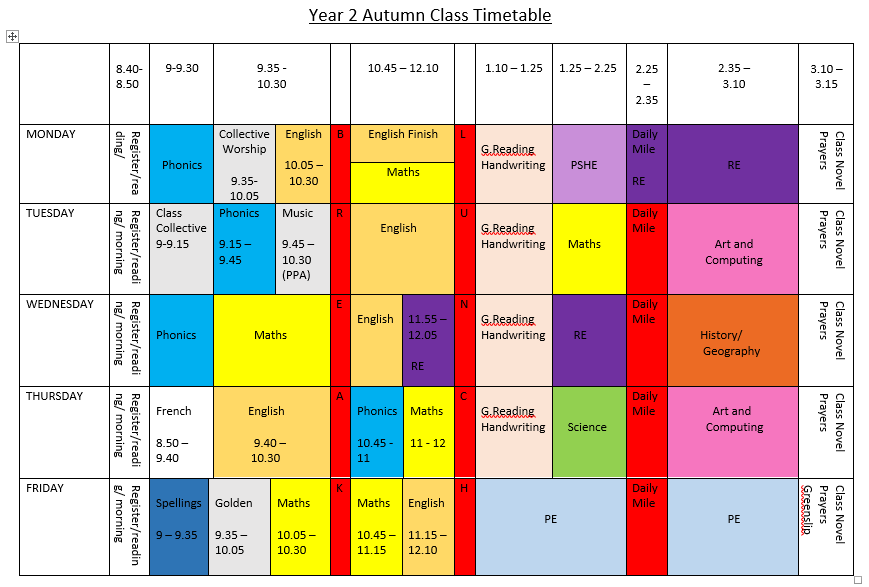 Year 2 Autumn Class Timetable
8.40-
8.50
9-9.30
9.35 -
10.30
10.45 – 12.10
1.10 – 1.25
1.25 – 2.25
2.25
–
2.35
2.35 –
3.10
3.10 –
3.15
MONDAY
Register/rea
ding/
Phonics
Collective
Worship
9.35-
10.05
English
10.05 –
10.30
B
English Finish
Maths
L
G.Reading
Handwriting
PSHE
Daily
Mile
RE
RE
Class Novel
Prayers
TUESDAY
Register/readi
ng/ morning
Class
Collective
9-9.15
Phonics
9.15 –
9.45
Music
9.45 –
10.30
(PPA)
R
English
U
G.Reading
Handwriting
Maths
Daily
Mile
Art and
Computing
Class Novel
Prayers
WEDNESDAY
Register/readi
ng/ morning
Phonics
Maths
E
English
11.55 –
12.05
RE
N
G.Reading
Handwriting
RE
Daily
Mile
History/
Geography
Class Novel
Prayers
THURSDAY
Register/readi
ng/ morning
French
8.50 –
9.40
English
9.40 –
10.30
A
Phonics
10.45 -
11
Maths
11 - 12
C
G.Reading
Handwriting
Science
Daily
Mile
Art and
Computing
Class Novel
Prayers
FRIDAY
Register/readin
g/ morning
Spellings
9 – 9.35
Golden
9.35 –
10.05
Maths
10.05 –
10.30
K
Maths
10.45 –
11.15
English
11.15 –
12.10
H
PE
Daily
Mile
PE
Class Novel
Prayers
Greenslip